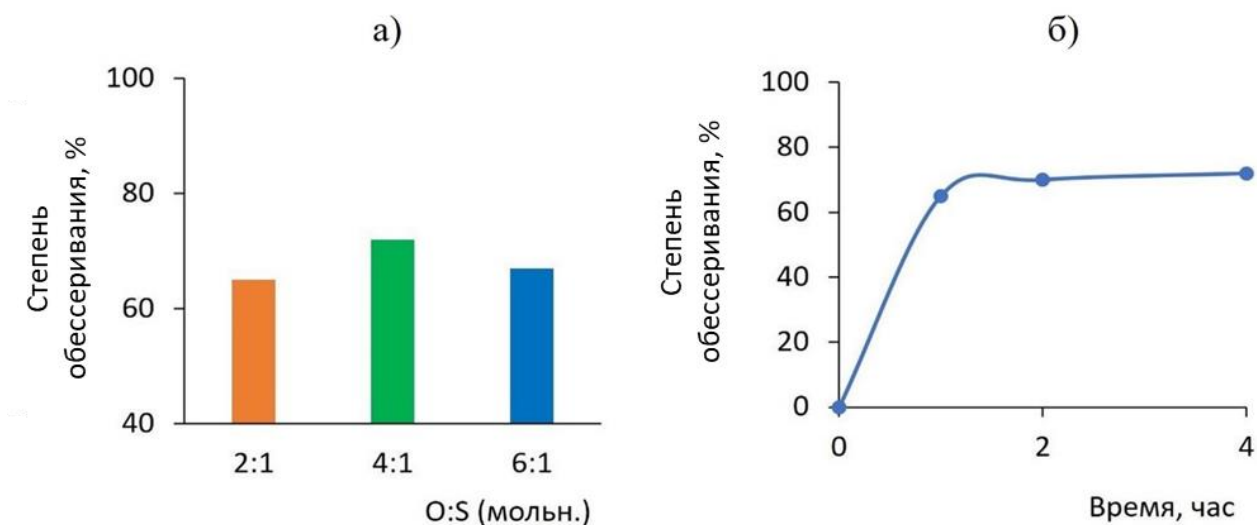 а)
Степень
обессеривания, %
100
80
60
40
2:1 4:1 6:1
O:S (мольн.)
б)
Степень
обессеривания, %
100
80
60
40
20
0
0 2 4
Время, час